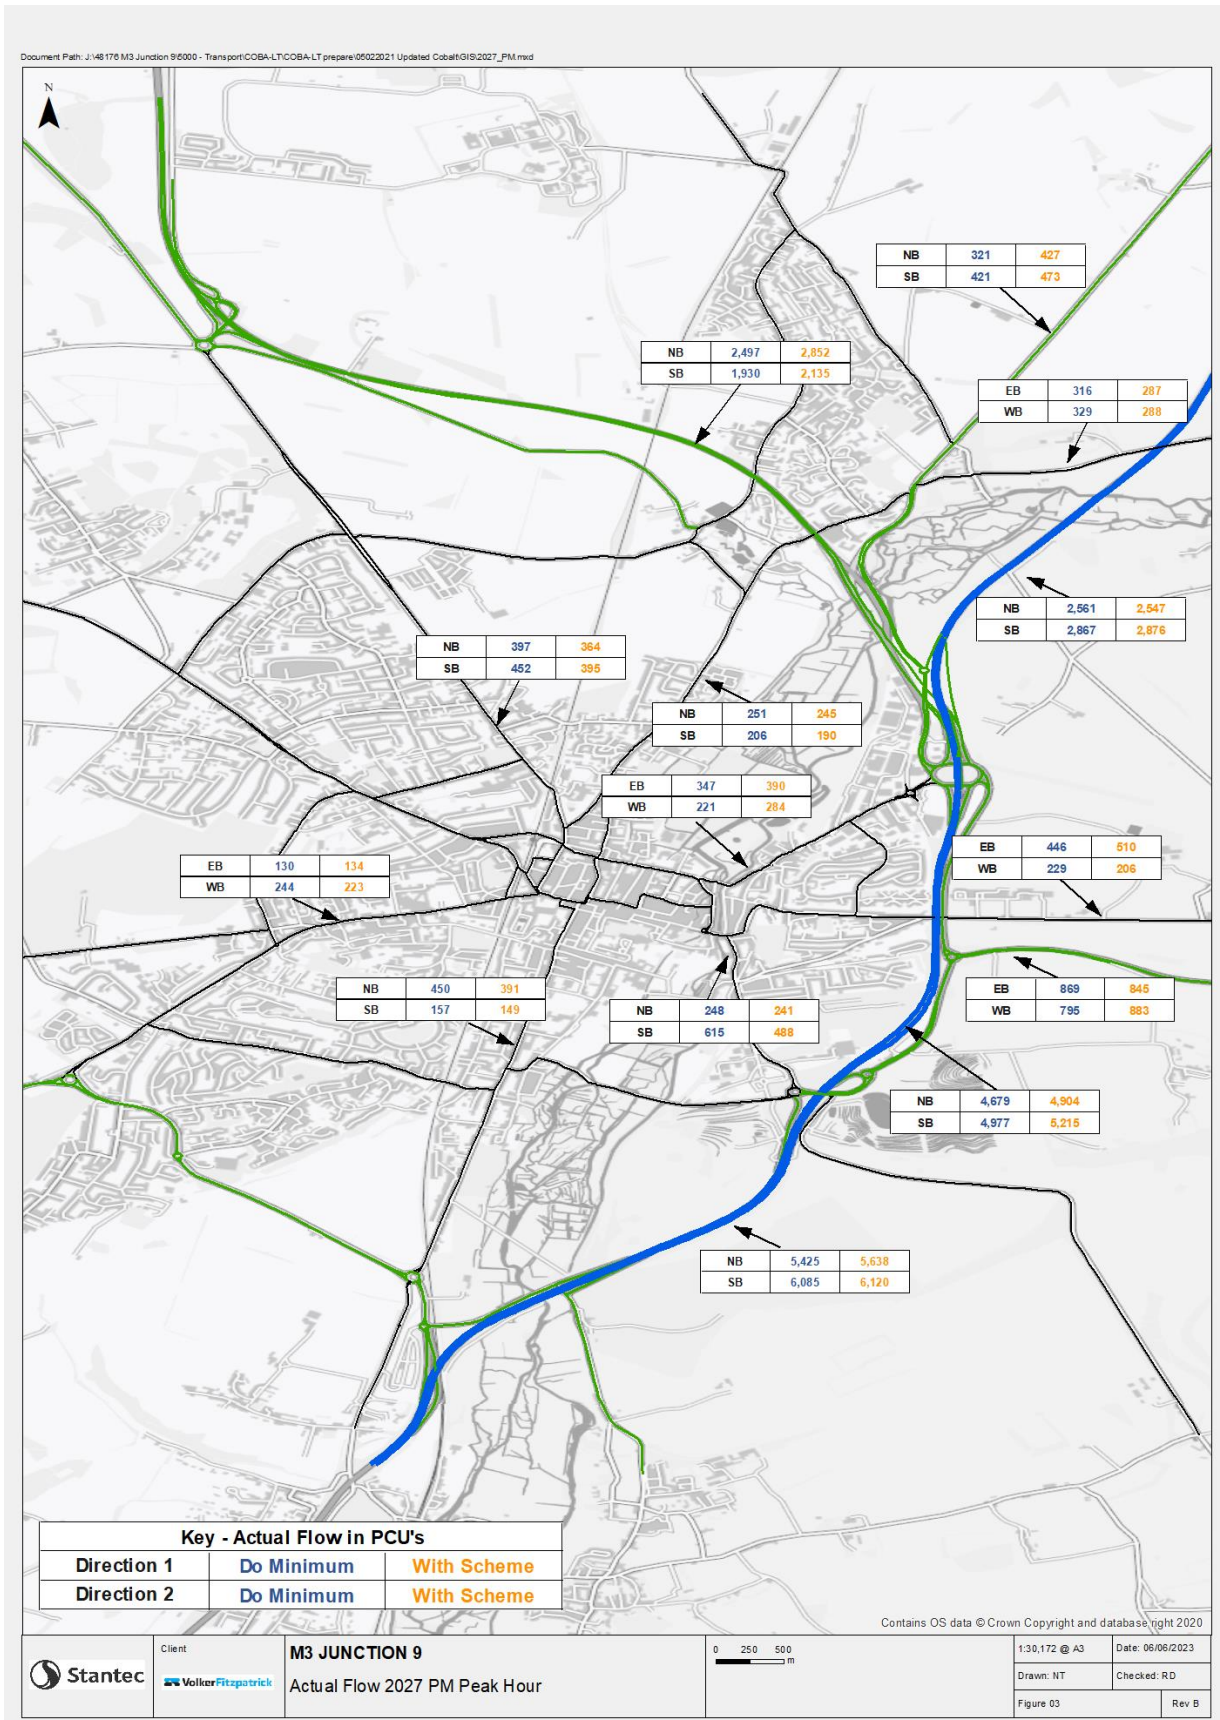 Document Path: J:\48176 M3 Junction 9\5000 - Transport\COBA-LT\COBA-LT prepare\05022021 Updated Cobalt\GIS\2027_PM.mxd
N
NB 321 427
SB 421 473
NB 2,497 2,852
SB 1,930 2,135
EB 316 287
WB 329 288
NB 2,561 2,547
SB 2,867 2,876
NB 397 364
SB 452 395
NB 251 245
SB 206 190
EB 347 390
WB 221 284
EB 446 510
WB 229 206
EB 130 134
WB 244 223
NB 450 391
SB 157 149
NB 248 241
SB 615 488
EB 869 845
WB 795 883
NB 4,679 4,904
SB 4,977 5,215
NB 5,425 5,638
SB 6,085 6,120
Key - Actual Flow in PCU's
Direction 1 Do Minimum With Scheme
Direction 2 Do Minimum With Scheme
Contains OS data © Crown Copyright and database right 2020
Stantec
Client
VolkerFitzpatrick
M3 JUNCTION 9
Actual Flow 2027 PM Peak Hour
0 250 500
m
1:30,172 @ A3
Date: 06/06/2023
Drawn: NT
Checked: RD
Figure 03
Rev B